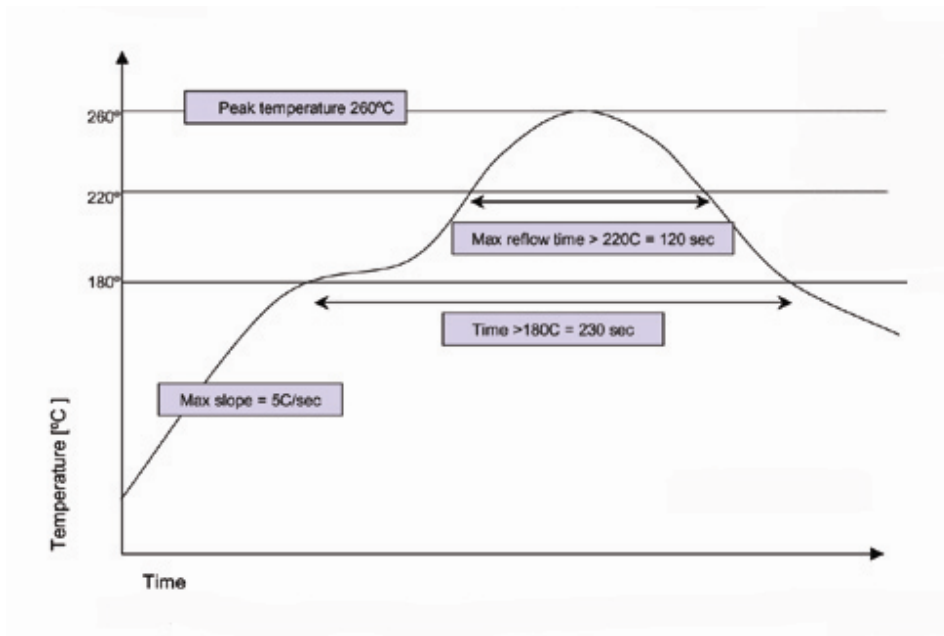 Peak temperature 260ºC
260º
220º
Max reflow time > 220C = 120 sec
180º
Time >180C = 230 sec
Max slope = 5C/sec
Temperature [ºC]
Time